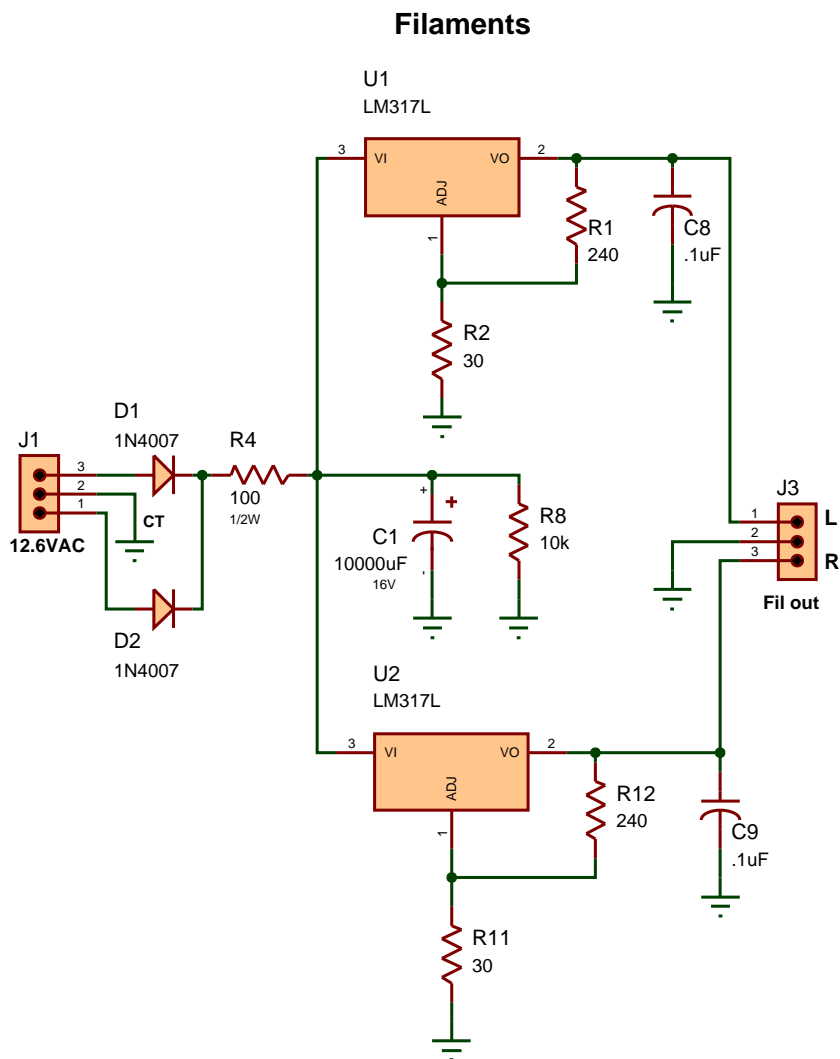 Filaments
U1
LM317L
3
VI
VO
2
ADJ
1
R1
240
C8
.1uF
R2
30
D1
1N4007
J1
3
2
1
12.6VAC
CT
R4
100
1/2W
+
+
C1
10000uF
16V
-
R8
10k
J3
1
2
3
L
R
Fil out
D2
1N4007
U2
LM317L
3
VI
VO
2
ADJ
1
R12
240
C9
.1uF
R11
30